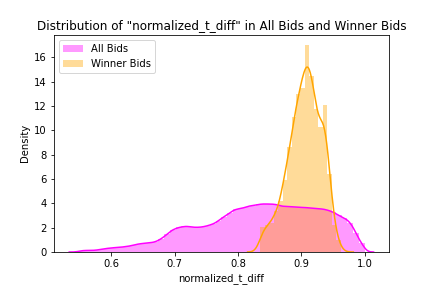 Distribution of "normalized_t_diff" in All Bids and Winner Bids
All Bids
Winner Bids
Density
16
14
12
10
8
6
4
2
0
0.6 0.7 0.8 0.9 1.0
normalized_t_diff